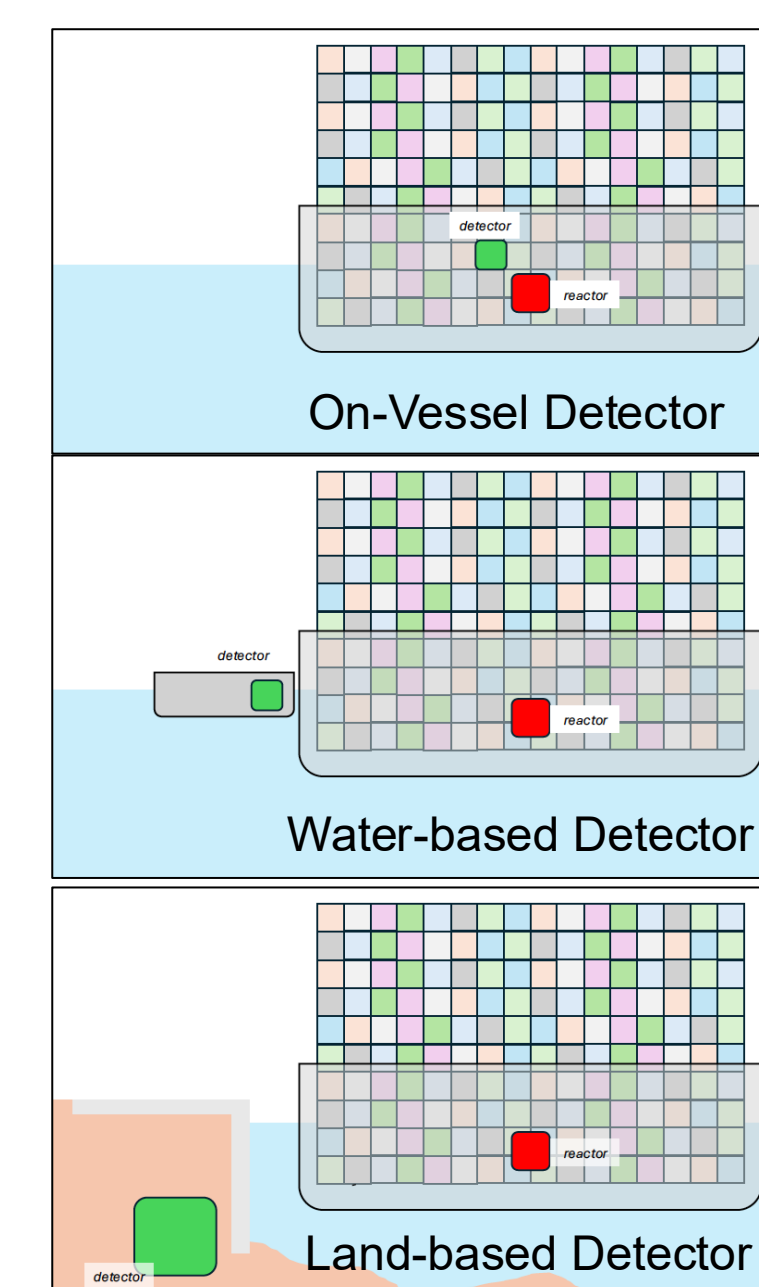 detector
reactor
On-Vessel Detector
detector
reactor
Water-based Detector
reactor
Land-based Detector
detector